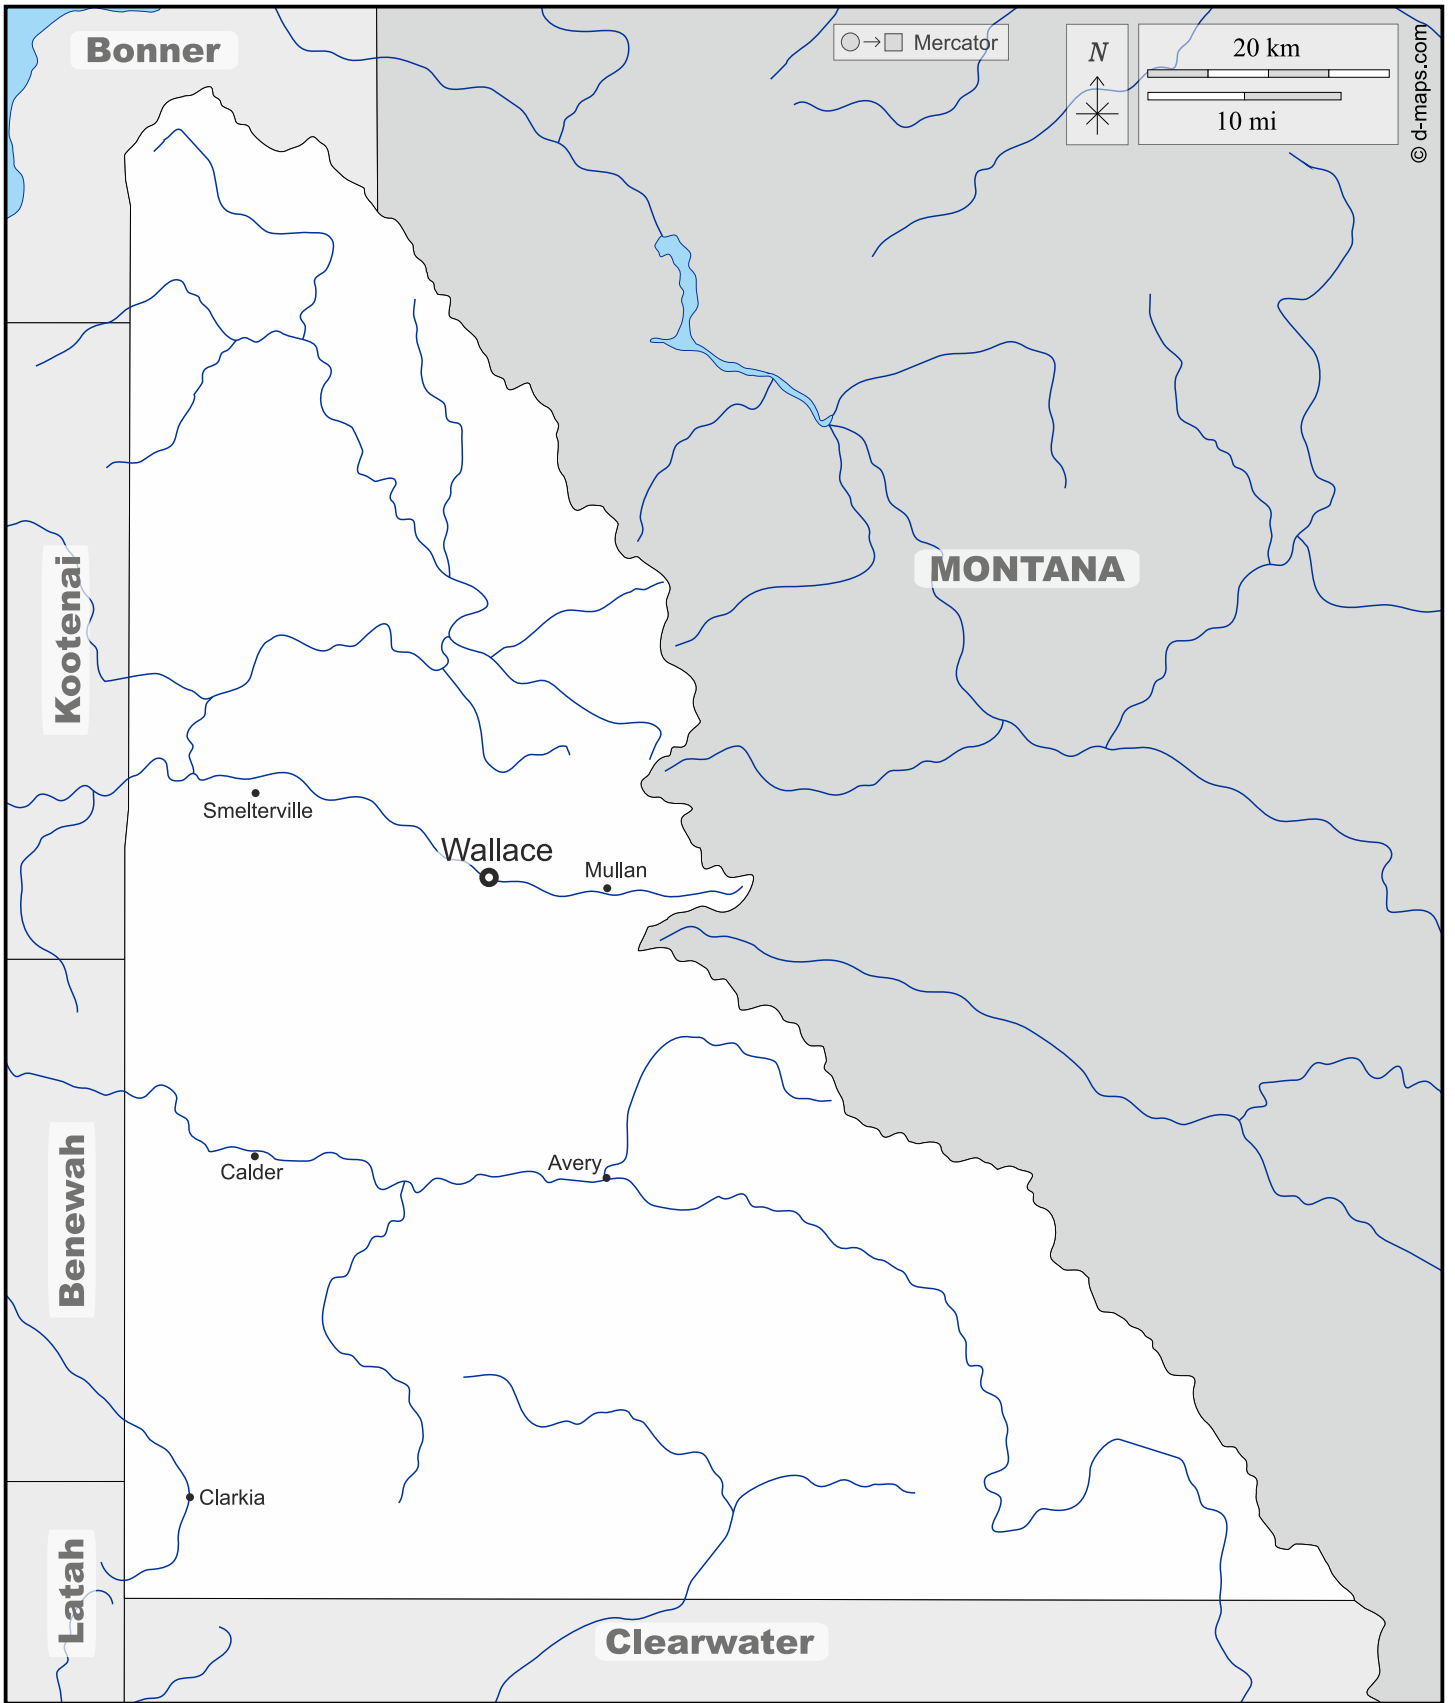 Bonner
Mercator
N
20 km
10 mi
© d-maps.com
Kootenai
MONTANA
Smelterville
Wallace
Mullan
Benewah
Calder
Avery
Clarkia
Latah
Clearwater